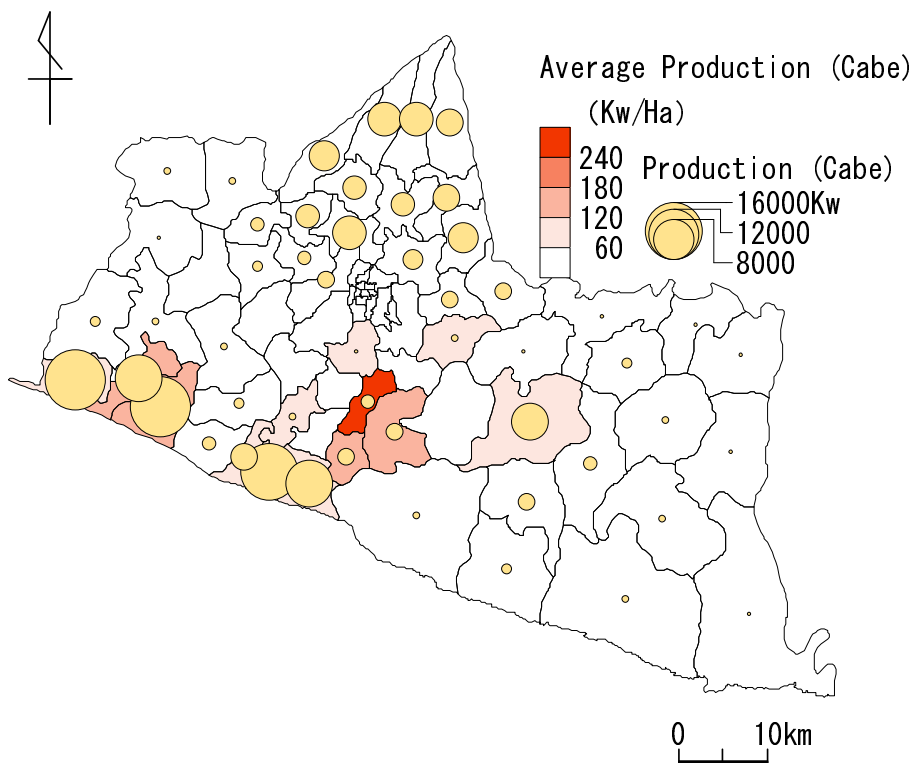 Average Production (Cabe)
(Kw/Ha)
240
180
120
60
Production (Cabe)
16000Kw
12000
8000
0 10km